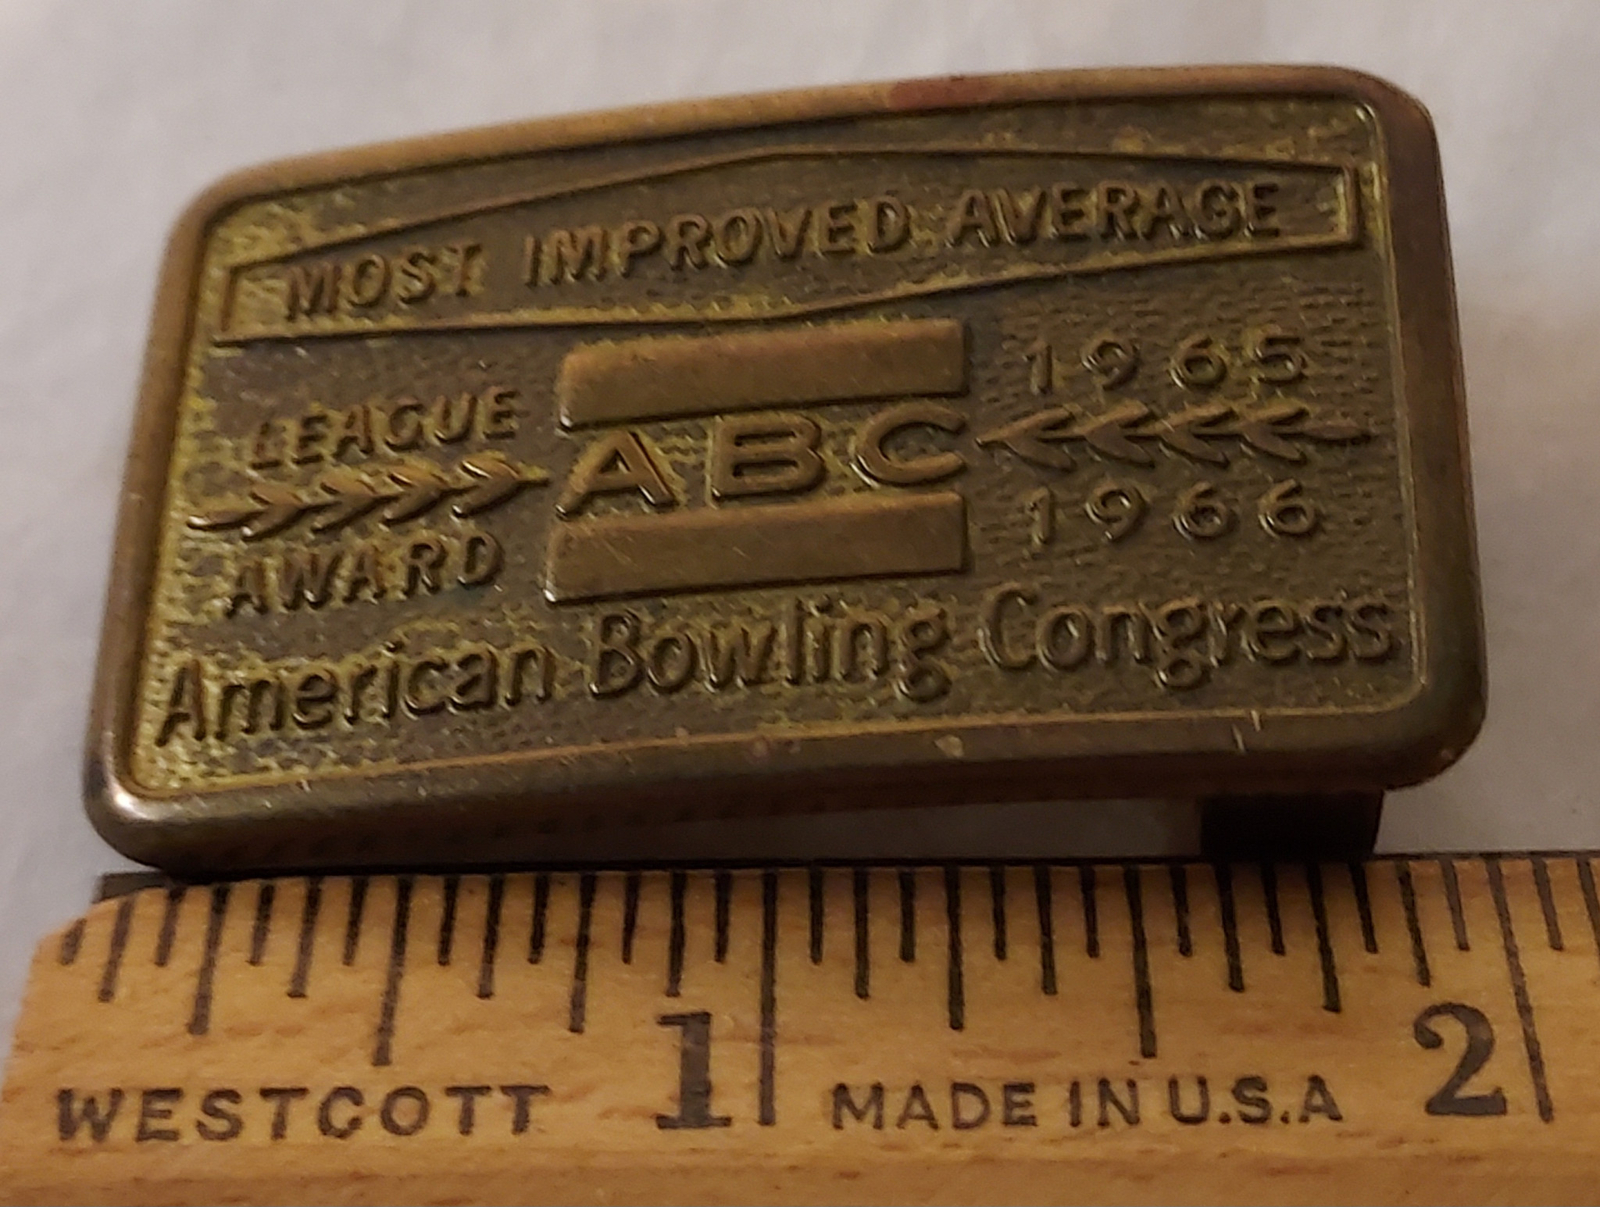 MOST IMPROVED AVERAGE
LEAGUE
AWARD
ABC
1965
1966
American Bowling Congress
1
2
WESTCOTT
MADE IN U.S.A